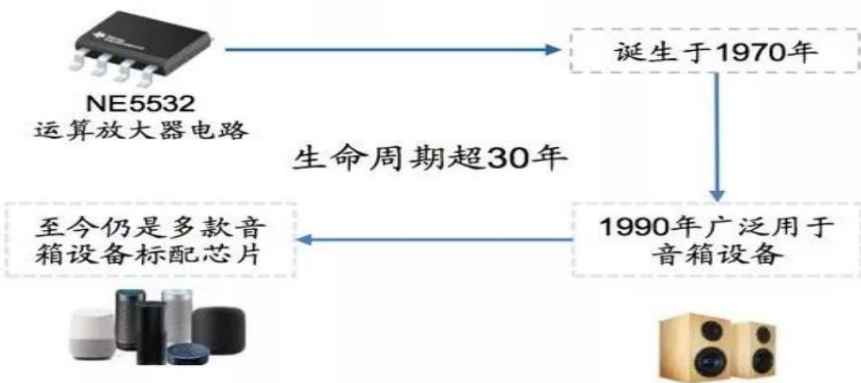 NE5532
运算放大器电路
诞生于1970年
生命周期超30年
1990年广泛用于
音箱设备
至今仍是多款音
箱设备标配芯片